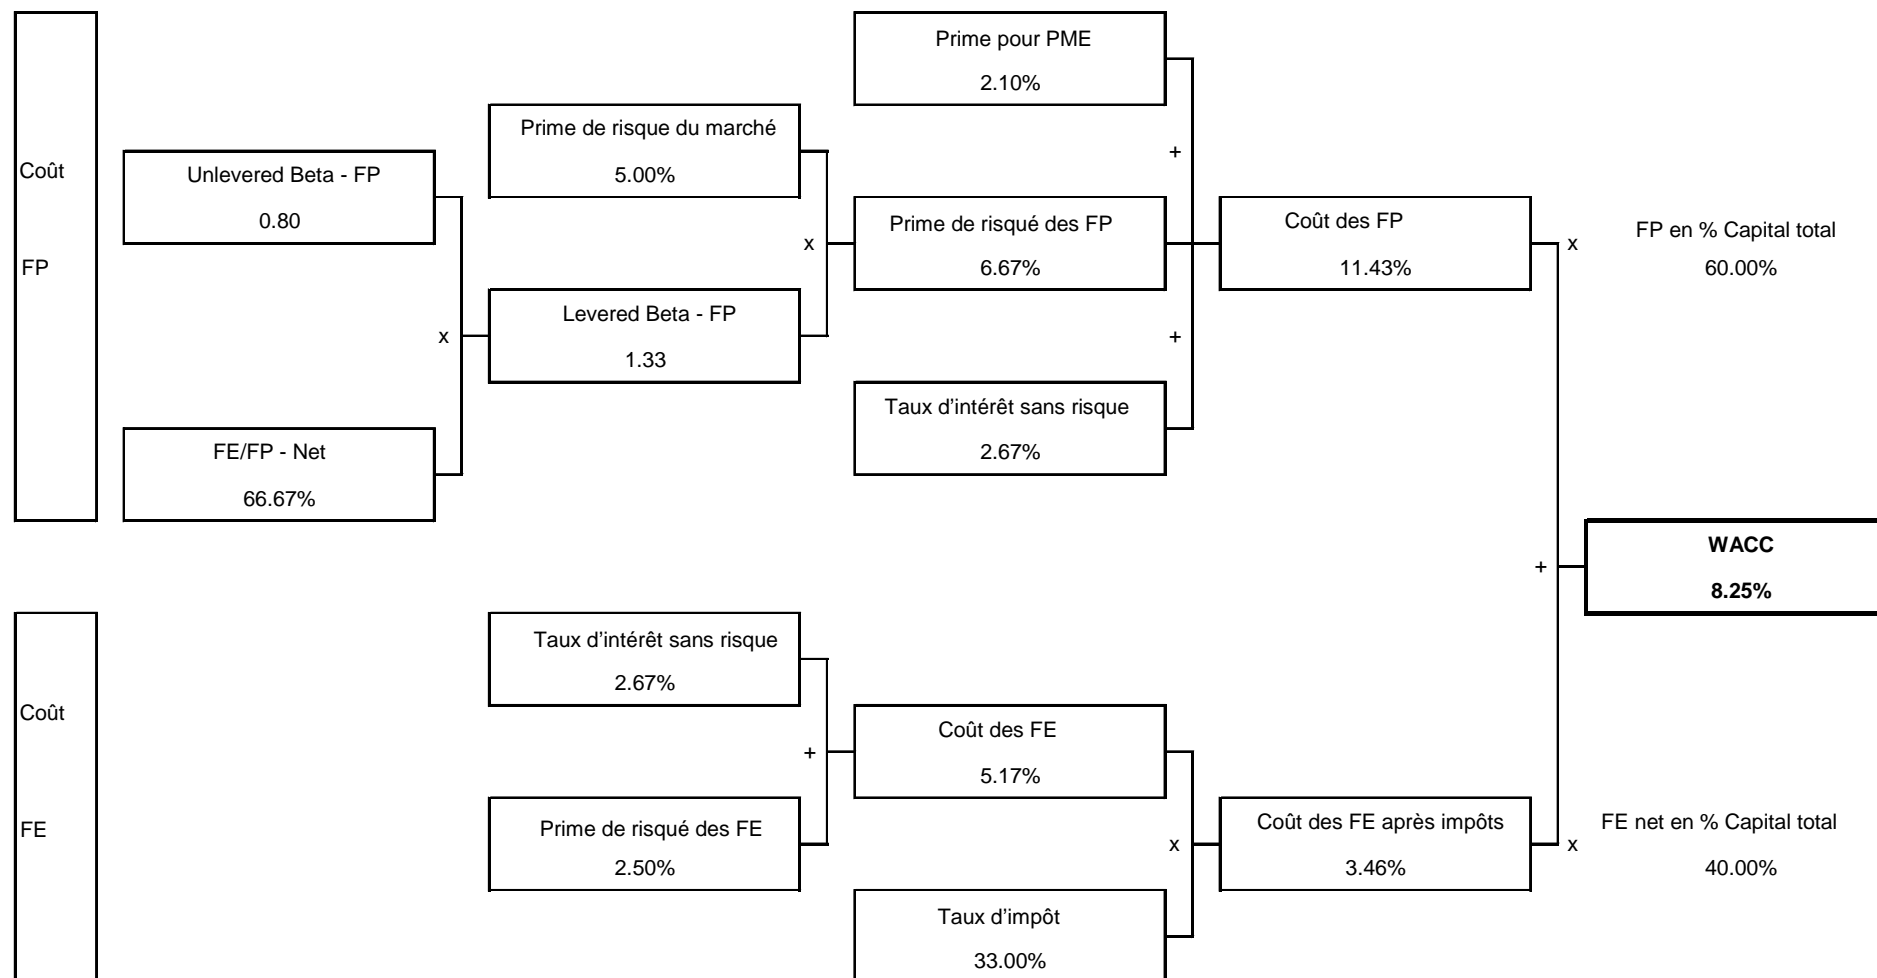 Coût
FP
Unlevered Beta - FP
0.80
FE/FP - Net
66.67%
x
Prime de risque du marché
5.00%
Levered Beta - FP
1.33
x
Prime pour PME
2.10%
+
Prime de risqué des FP
6.67%
+
Taux d’intérêt sans risque
2.67%
Coût des FP
11.43%
x
FP en % Capital total
60.00%
+
WACC
8.25%
Coût
FE
Taux d’intérêt sans risque
2.67%
+
Prime de risqué des FE
2.50%
Coût des FE
5.17%
x
Taux d’impôt
33.00%
Coût des FE après impôts
3.46%
x
FE net en % Capital total
40.00%